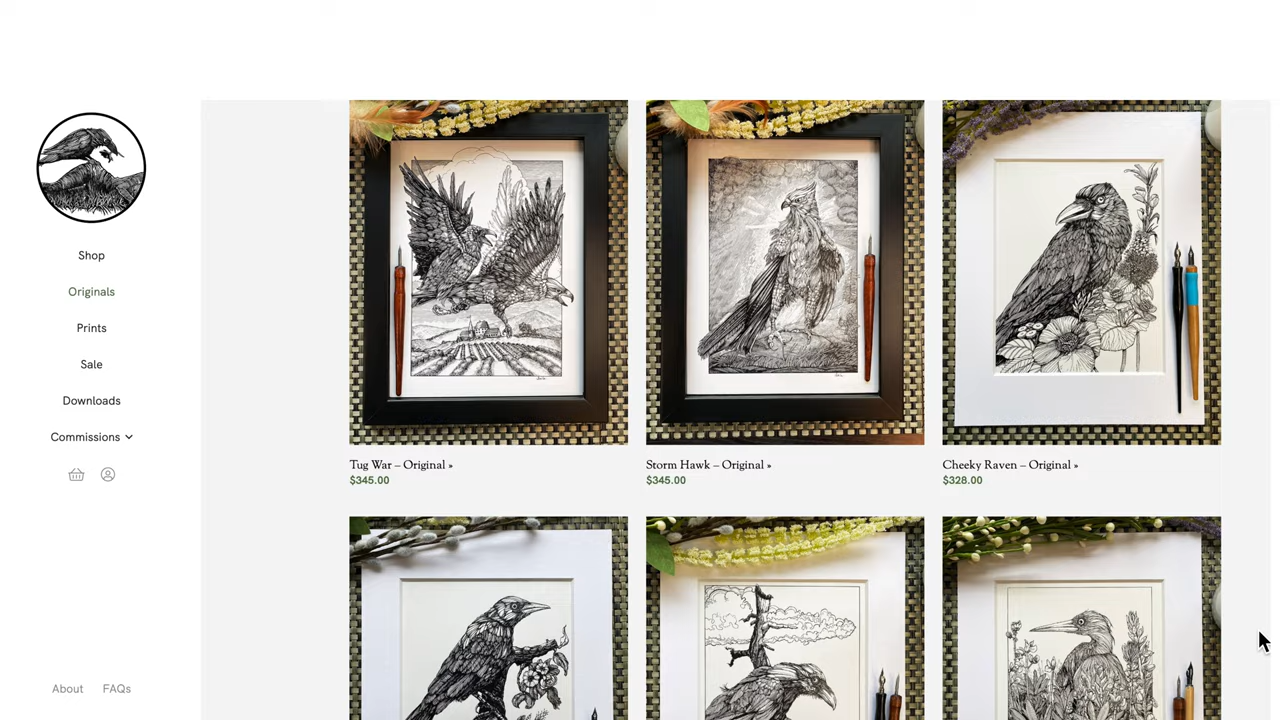 Shop
Originals
Prints
Sale
Downloads
Commissions
About
FAQs
Tug War – Original »
$345.00
Storm Hawk – Original »
$345.00
Cheeky Raven – Original »
$328.00